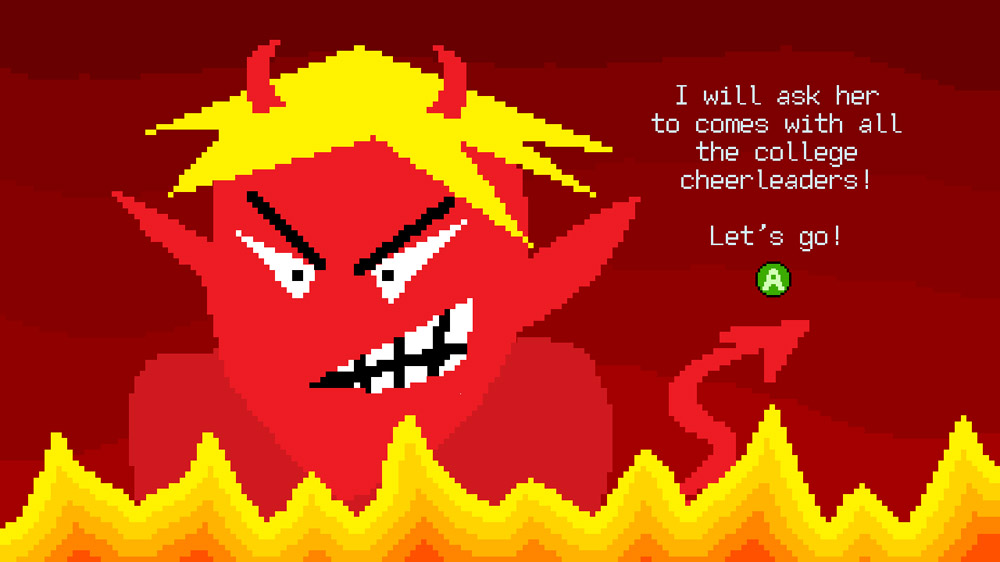 I will ask her
to comes with all
the college
cheerleaders!
Let's go!
A